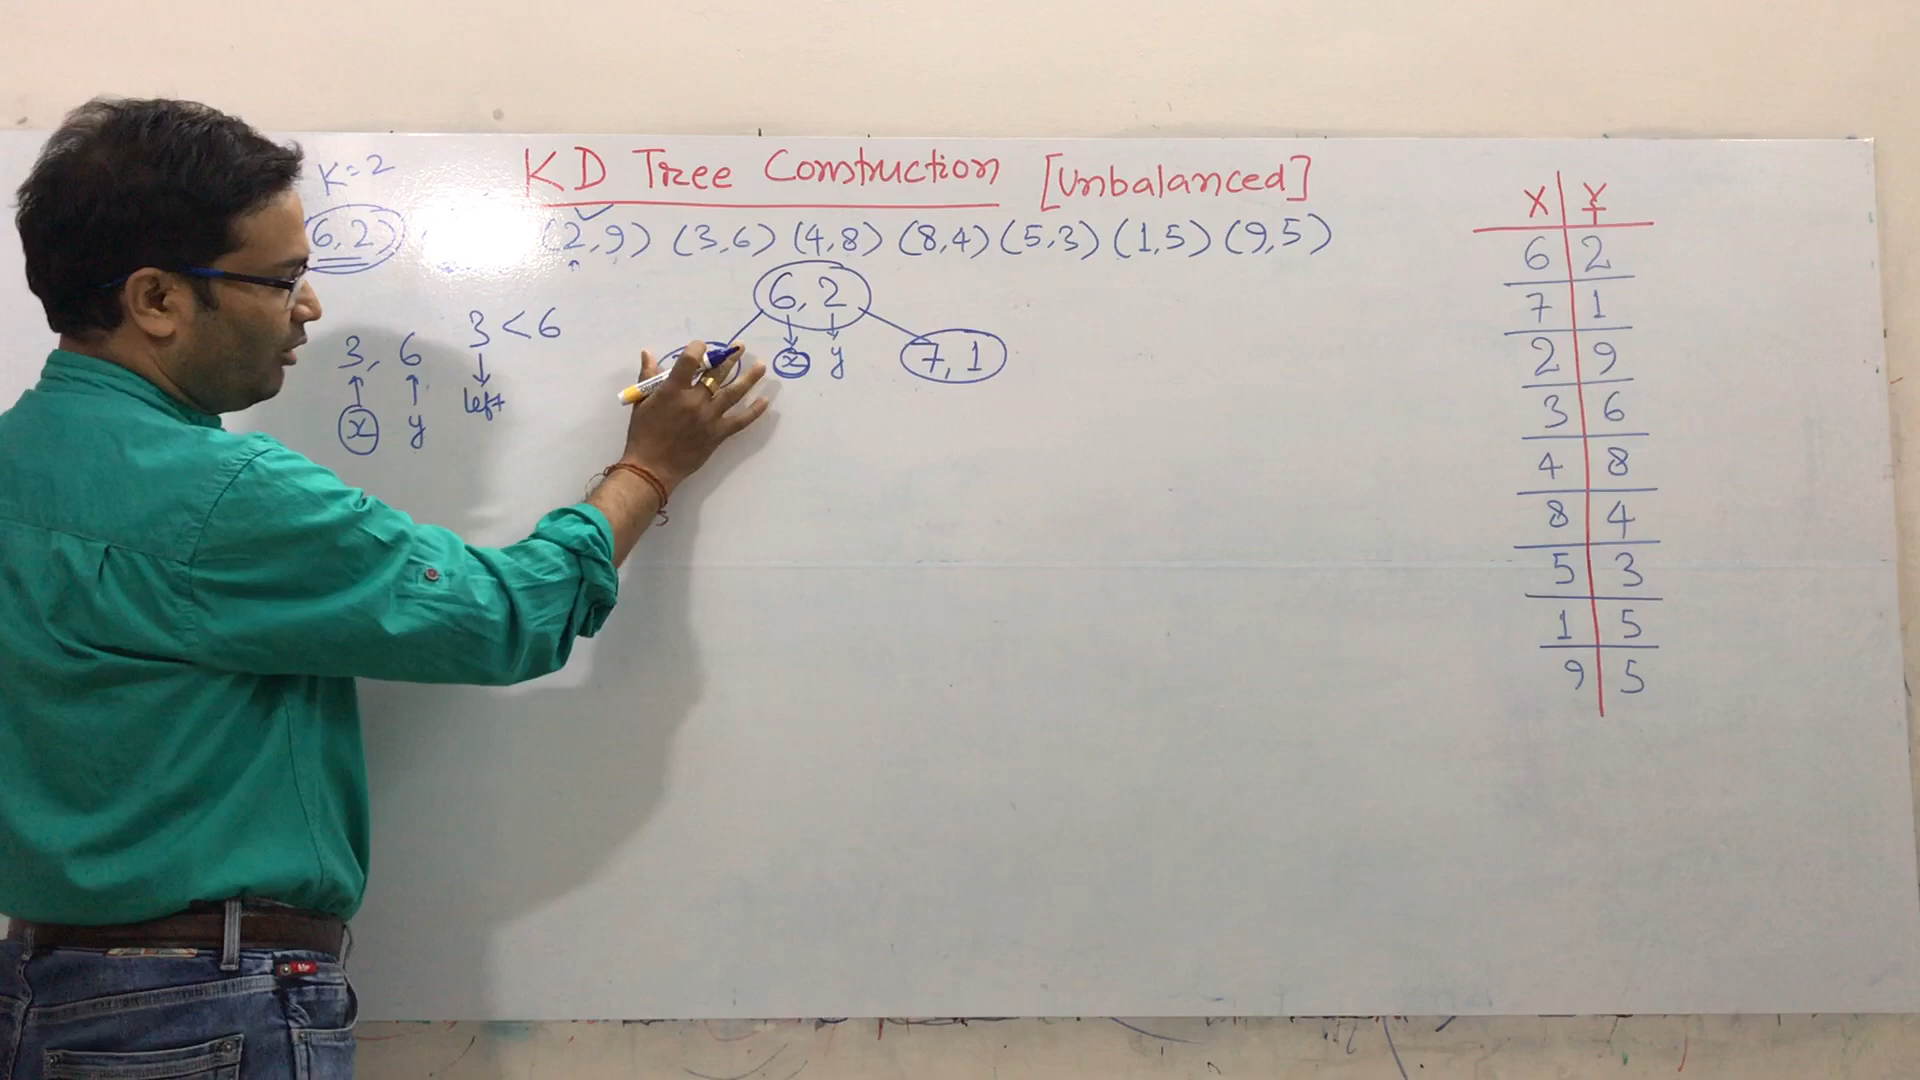 K=2
KD Tree Construction [Unbalanced]
(6,2) (2,9) (3,6) (4,8) (8,4) (5,3) (1,5) (9,5)
6, 2
x y
7, 1
3 < 6
left
3, 6
x y
X Y
6 2
7 1
2 9
3 6
4 8
8 4
5 3
1 5
9 5